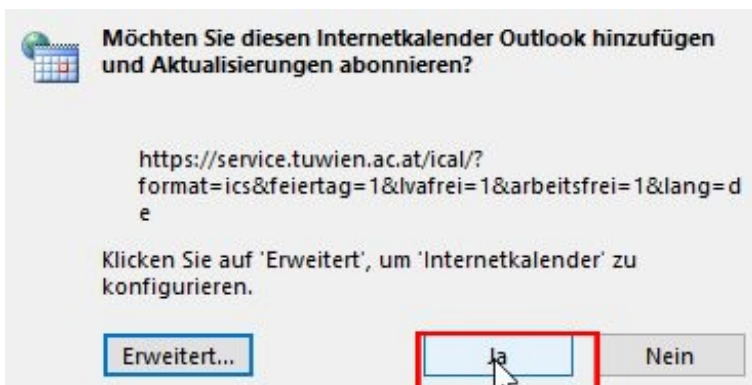 Möchten Sie diesen Internetkalender Outlook hinzufügen
und Aktualisierungen abonnieren?
https://service.tuwien.ac.at/ical/?
format=ics&feiertag=1&lvafrei=1&arbeitsfrei=1&lang=d
e
Klicken Sie auf 'Erweitert', um 'Internetkalender' zu
konfigurieren.
Erweitert... Ja Nein